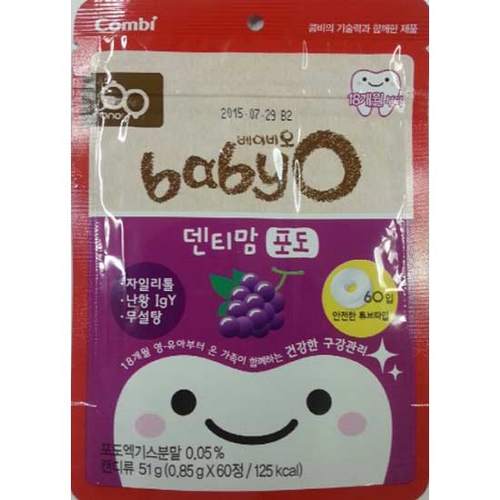 Combi
콤비의 기술력과 함께한 제품
18개월
2015.07.29 B2
베이비오
babyO
덴티맘 포도
·자일리톨
·난황 IgY
·무설탕
60입
안전한 튜브타입
18개월 영·유아부터 온 가족이 함께하는 건강한 구강관리
포도엑기스분말 0.05%
캔디류 51g (0.85g X 60정 / 125 kcal)